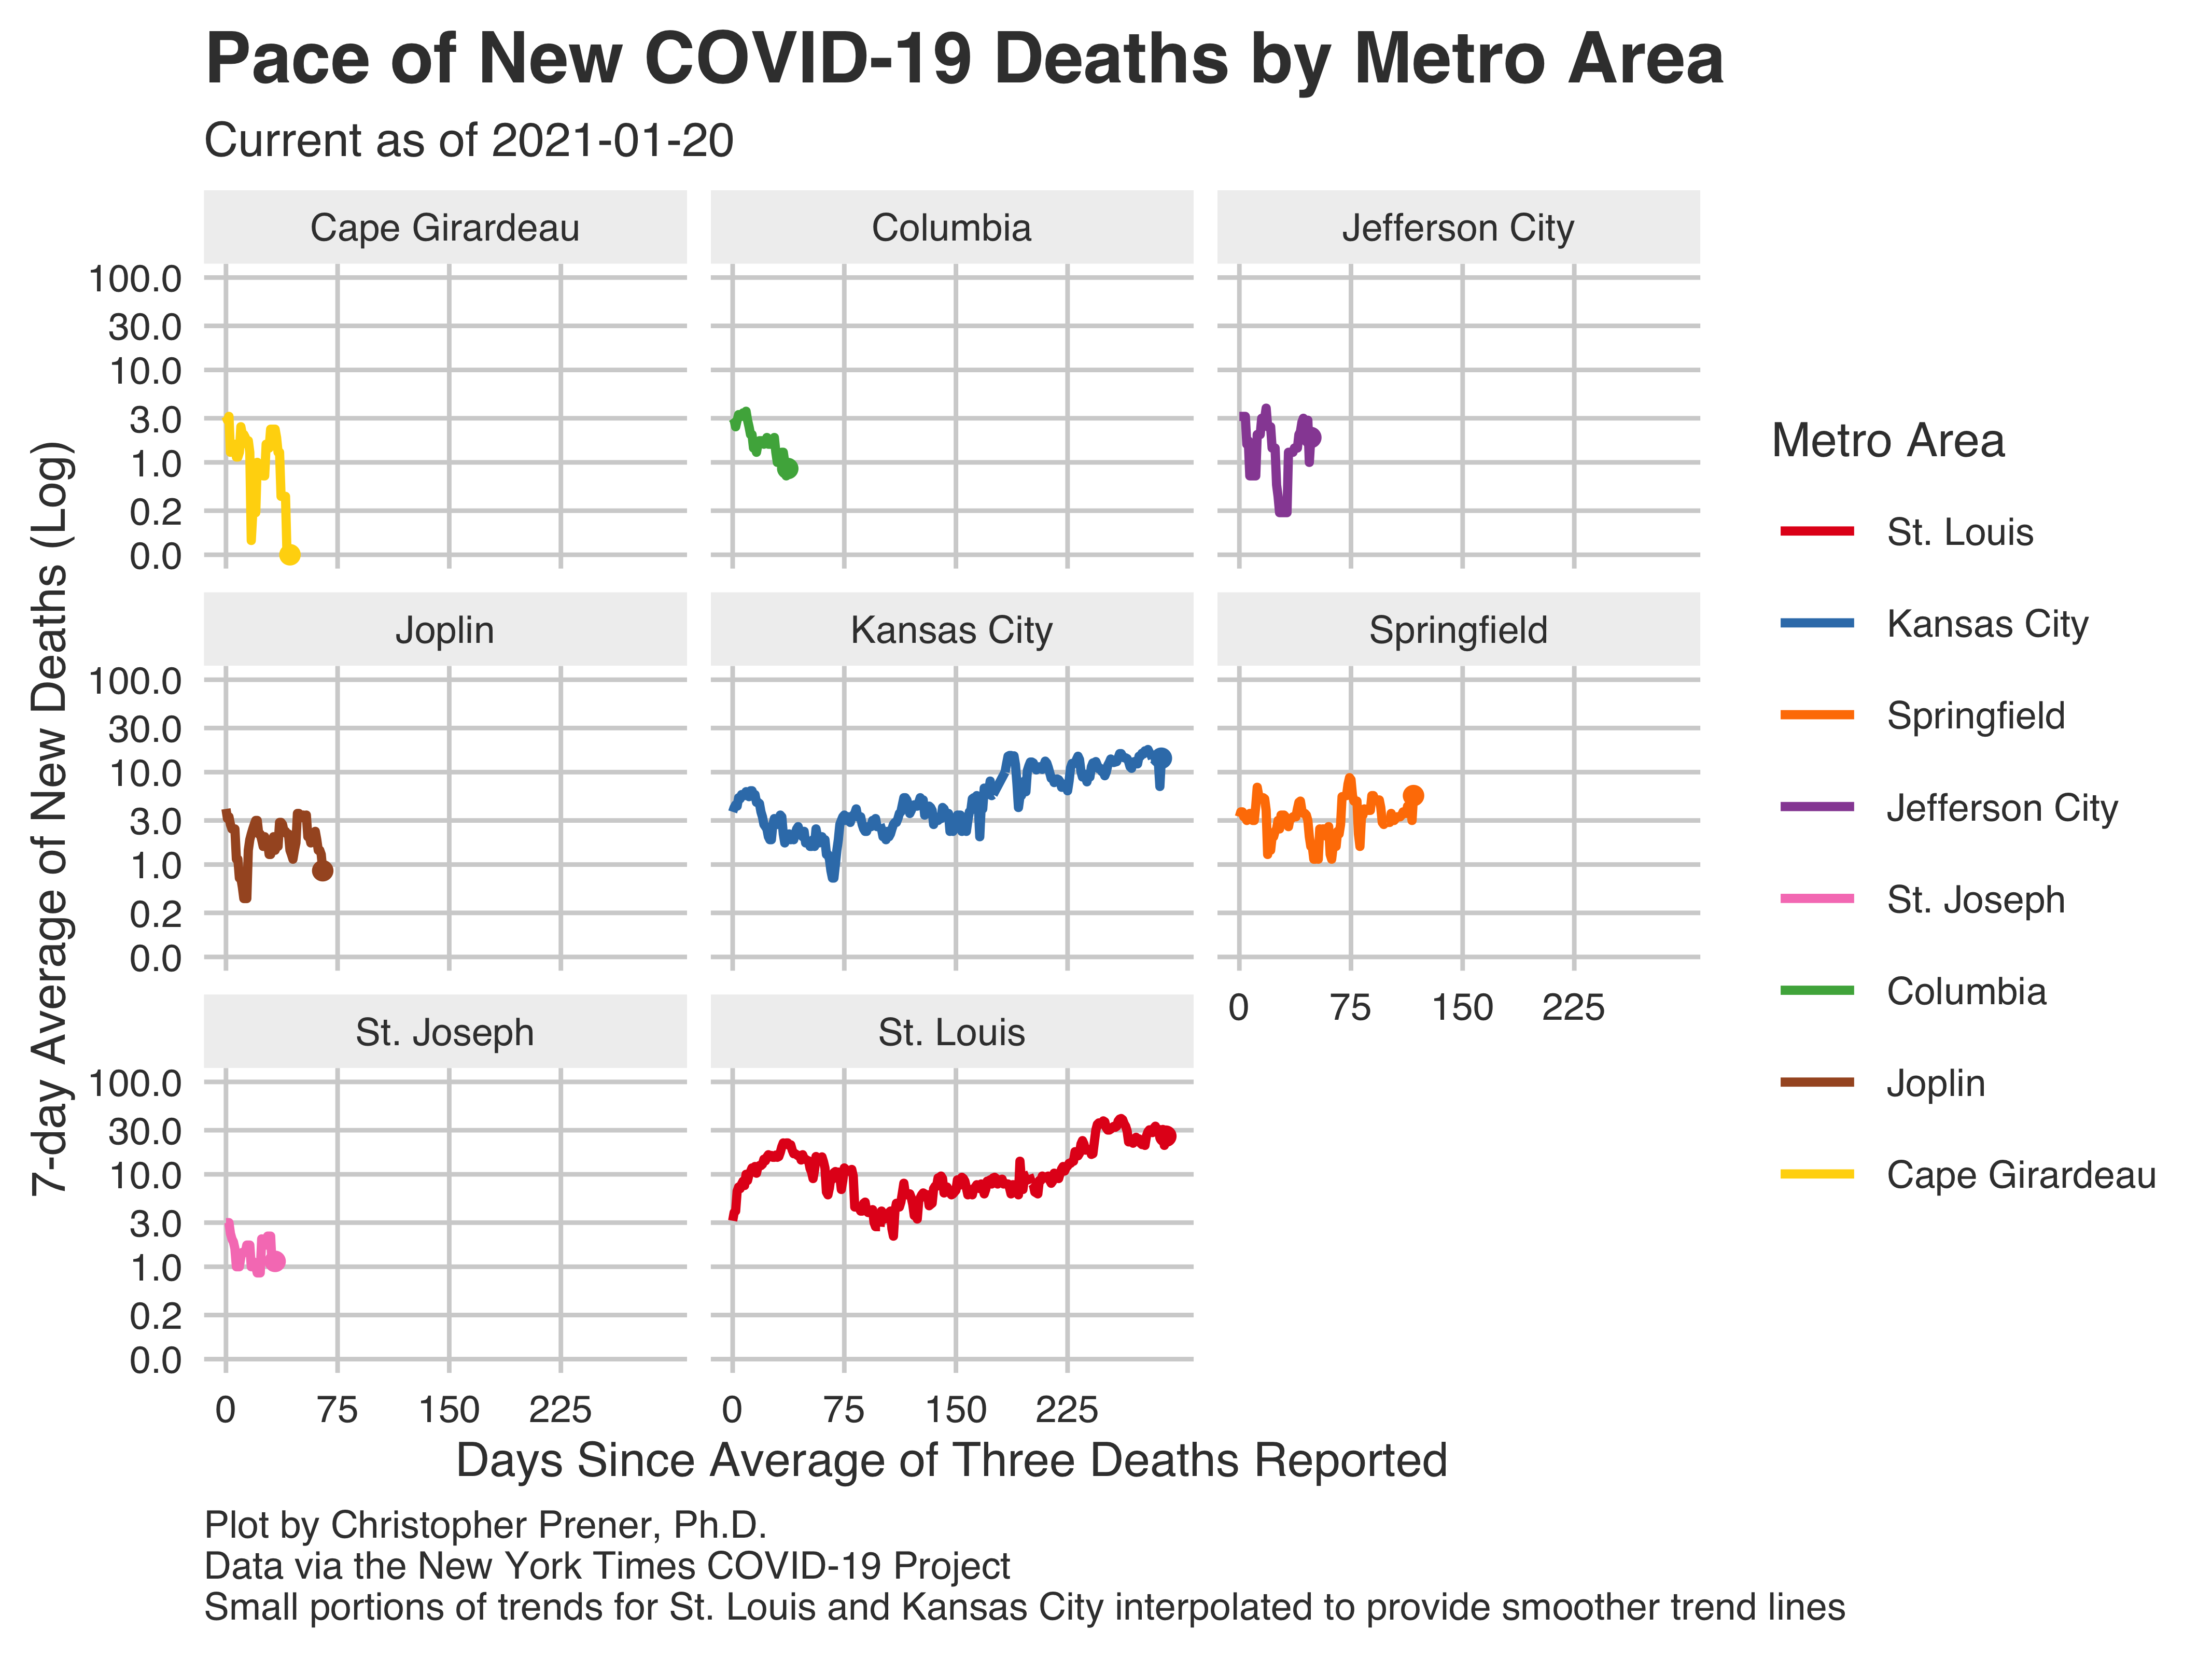 Pace of New COVID-19 Deaths by Metro Area
Current as of 2021-01-20
7-day Average of New Deaths (Log)
Cape Girardeau
Columbia
Jefferson City
100.0
30.0
10.0
3.0
1.0
0.2
0.0
Joplin
Kansas City
Springfield
100.0
30.0
10.0
3.0
1.0
0.2
0.0
0 75 150 225
St. Joseph
St. Louis
100.0
30.0
10.0
3.0
1.0
0.2
0.0
0 75 150 225
0 75 150 225
Days Since Average of Three Deaths Reported
Metro Area
St. Louis
Kansas City
Springfield
Jefferson City
St. Joseph
Columbia
Joplin
Cape Girardeau
Plot by Christopher Prener, Ph.D.
Data via the New York Times COVID-19 Project
Small portions of trends for St. Louis and Kansas City interpolated to provide smoother trend lines